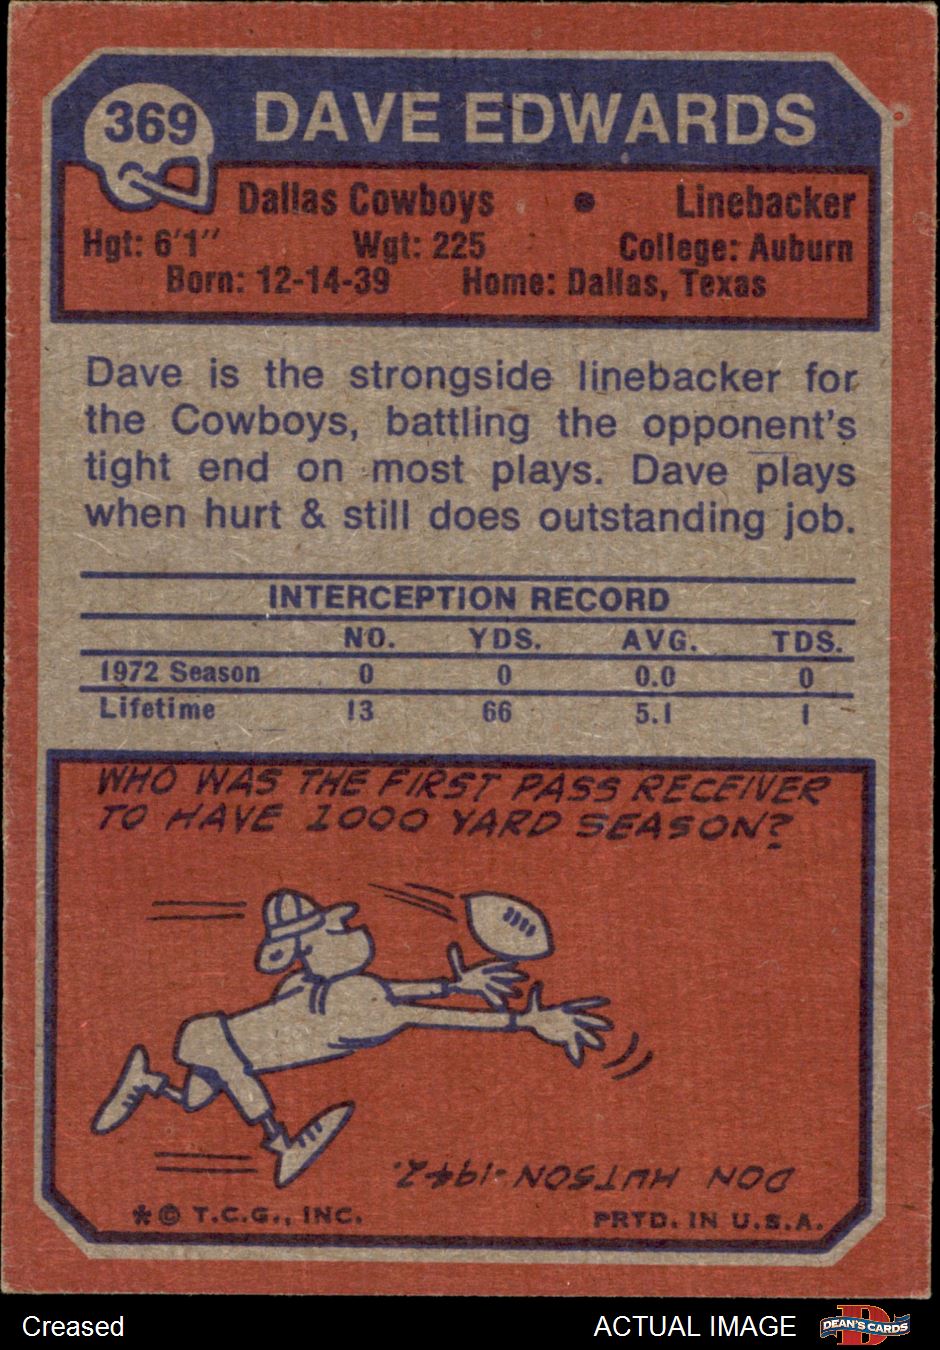 369 DAVE EDWARDS
Dallas Cowboys • Linebacker
Hgt: 6'1" Wgt: 225 College: Auburn
Born: 12-14-39 Home: Dallas, Texas
Dave is the strongside linebacker for
the Cowboys, battling the opponent's
tight end on most plays. Dave plays
when hurt & still does outstanding job.
INTERCEPTION RECORD
NO. YDS. AVG. TDS.
1972 Season 0 0 0.0 0
Lifetime 13 66 5.1 1
WHO WAS THE FIRST PASS RECEIVER
TO HAVE 1000 YARD SEASON?
DON HUTSON-1942.
*© T.C.G., INC. PRTD. IN U.S.A.
Creased ACTUAL IMAGE DEAN'S CARDS